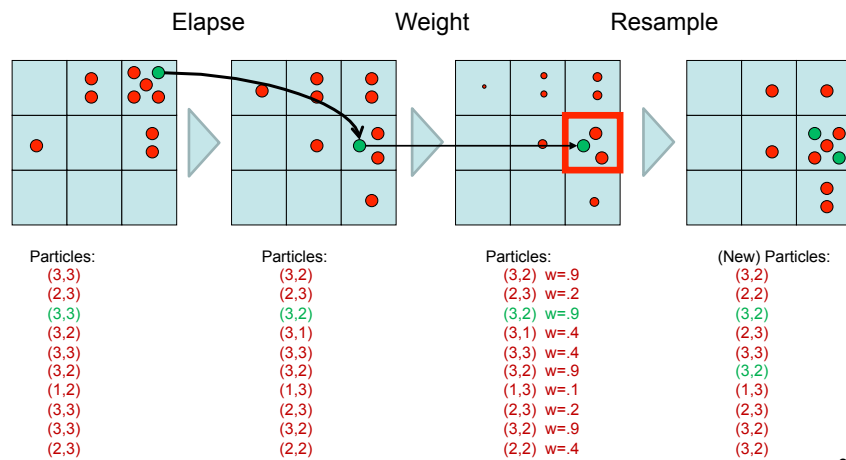 Elapse Weight Resample
Particles: Particles: Particles: (New) Particles:
(3,3) (3,2) (3,2) w=.9 (3,2)
(2,3) (2,3) (2,3) w=.2 (2,2)
(3,3) (3,2) (3,2) w=.9 (3,2)
(3,2) (3,1) (3,1) w=.4 (2,3)
(3,3) (3,3) (3,3) w=.4 (3,3)
(3,2) (3,2) (3,2) w=.9 (3,2)
(1,2) (1,3) (1,3) w=.1 (1,3)
(3,3) (2,3) (2,3) w=.2 (2,3)
(3,3) (3,2) (3,2) w=.9 (3,2)
(2,3) (2,2) (2,2) w=.4 (3,2)